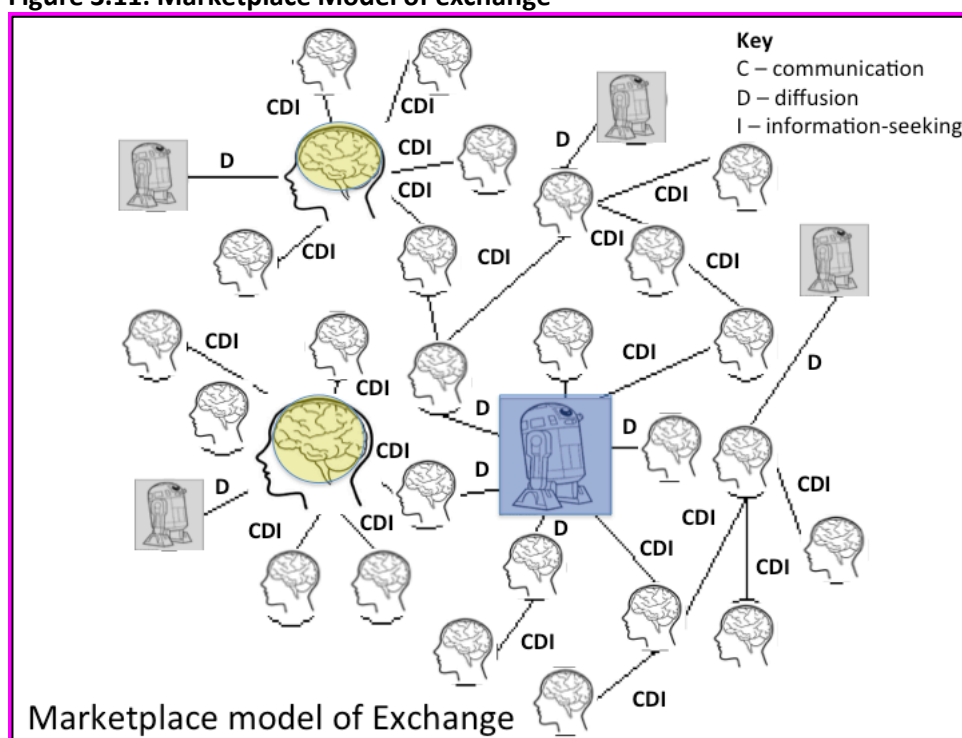 Figure 3.11: Marketplace Model of exchange
Key
C – communication
D – diffusion
I – information-seeking
CDI
CDI
D
D
CDI
CDI
CDI
CDI
CDI
CDI
CDI
CDI
CDI
CDI
D
CDI
D
D
CDI
D
D
CDI
CDI
CDI
CDI
D
CDI
CDI
CDI
CDI
Marketplace model of Exchange